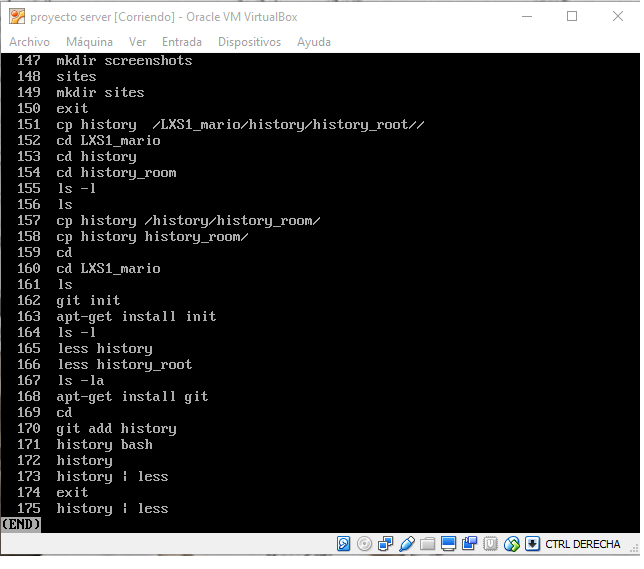 proyecto server [Corriendo] - Oracle VM VirtualBox
Archivo Máquina Ver Entrada Dispositivos Ayuda
147 mkdir screenshots
148 sites
149 mkdir sites
150 exit
151 cp history  /LXS1_mario/history/history_root//
152 cd LXS1_mario
153 cd history
154 cd history_room
155 ls -l
156 ls
157 cp history /history/history_room/
158 cp history history_room/
159 cd
160 cd LXS1_mario
161 ls
162 git init
163 apt-get install init
164 ls -l
165 less history
166 less history_root
167 ls -la
168 apt-get install git
169 cd
170 git add history
171 history bash
172 history
173 history | less
174 exit
175 history | less
(END)
CTRL DERECHA